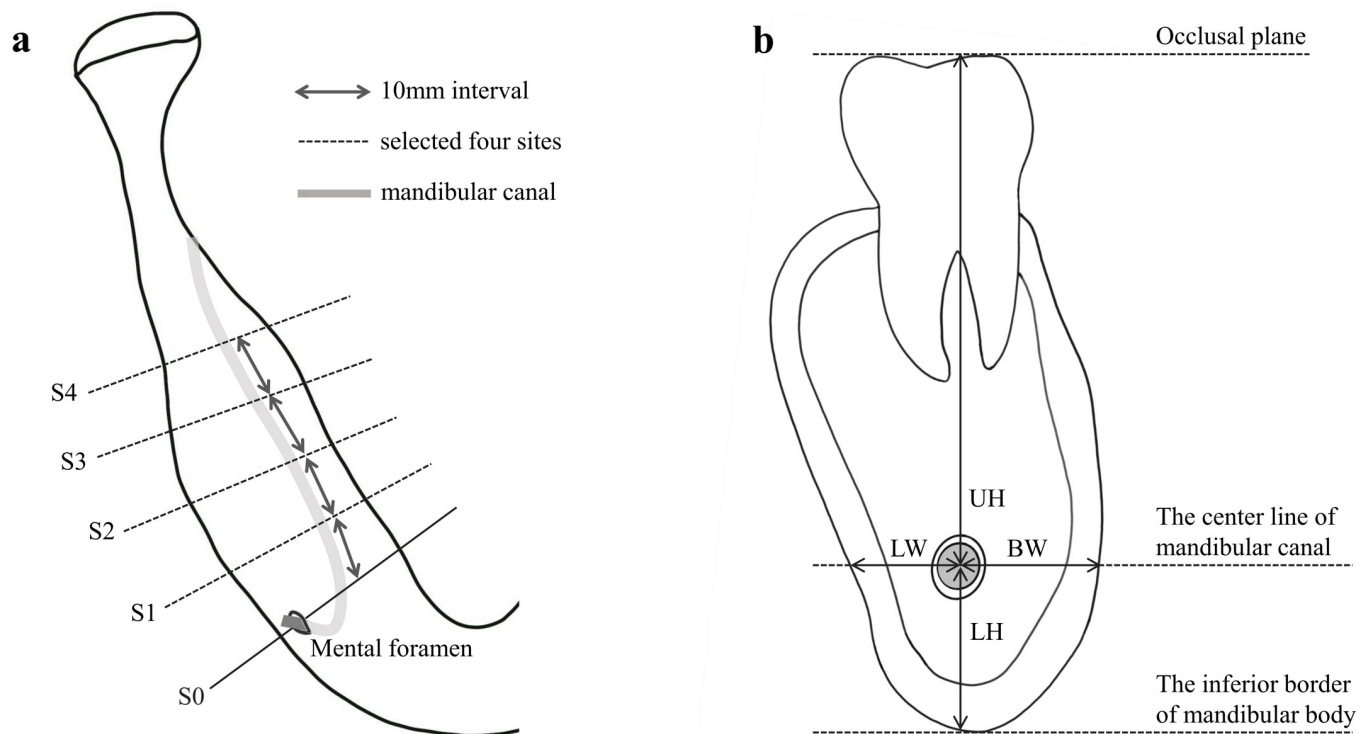 a
10mm interval
selected four sites
mandibular canal
S4
S3
S2
S1
S0
Mental foramen
b
Occlusal plane
UH
LW
BW
The center line of
mandibular canal
LH
The inferior border
of mandibular body